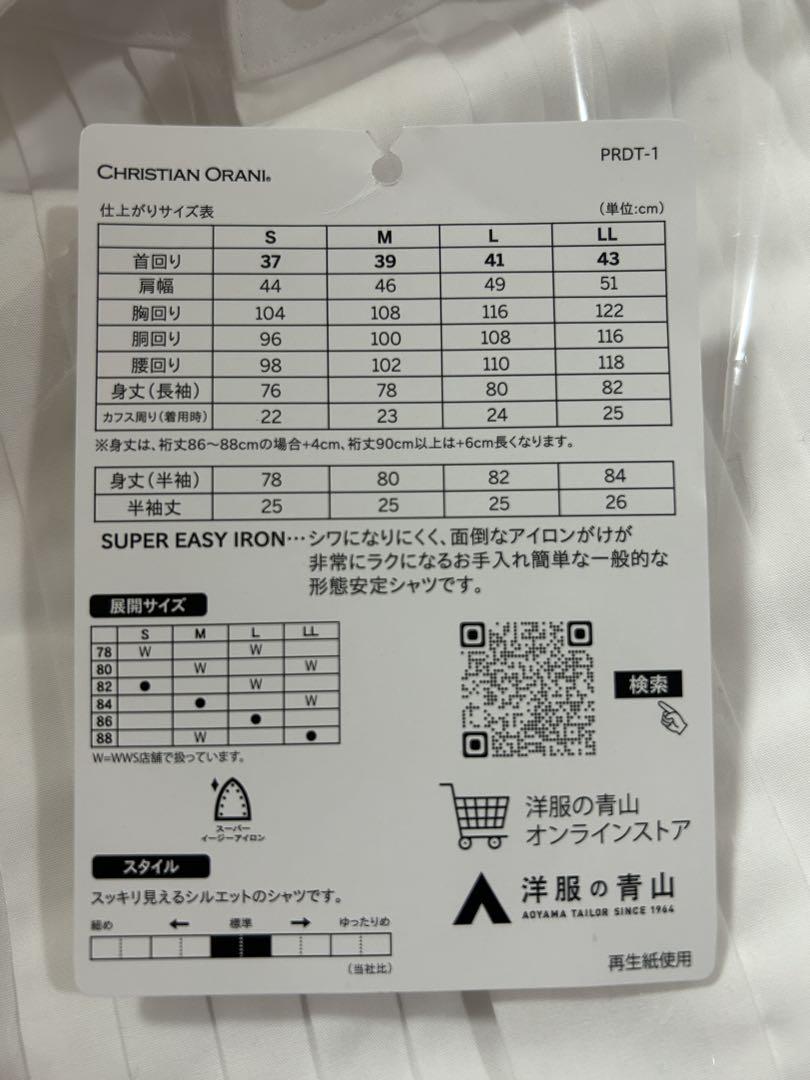 PRDT-1
CHRISTIAN ORANI®
仕上がりサイズ表 (単位:cm)
S M L LL
首回り 37 39 41 43
肩幅 44 46 49 51
胸回り 104 108 116 122
胴回り 96 100 108 116
腰回り 98 102 110 118
身丈(長袖) 76 78 80 82
カフス周り(着用時) 22 23 24 25
※身丈は、裄丈86〜88cmの場合+4cm、裄丈90cm以上は+6cm長くなります。
身丈(半袖) 78 80 82 84
半袖丈 25 25 25 26
SUPER EASY IRON…シワになりにくく、面倒なアイロンがけが
非常にラクになるお手入れ簡単な一般的な
形態安定シャツです。
展開サイズ
S M L LL
78 W W
80 W W
82 ● W
84 ● W
86 ●
88 W ●
W=WWS店舗で扱っています。
検索
スーパー
イージーアイロン
洋服の青山
オンラインストア
スタイル
スッキリ見えるシルエットのシャツです。
細め ← 標準 → ゆったりめ
(当社比)
洋服の青山
AOYAMA TAILOR SINCE 1964
再生紙使用